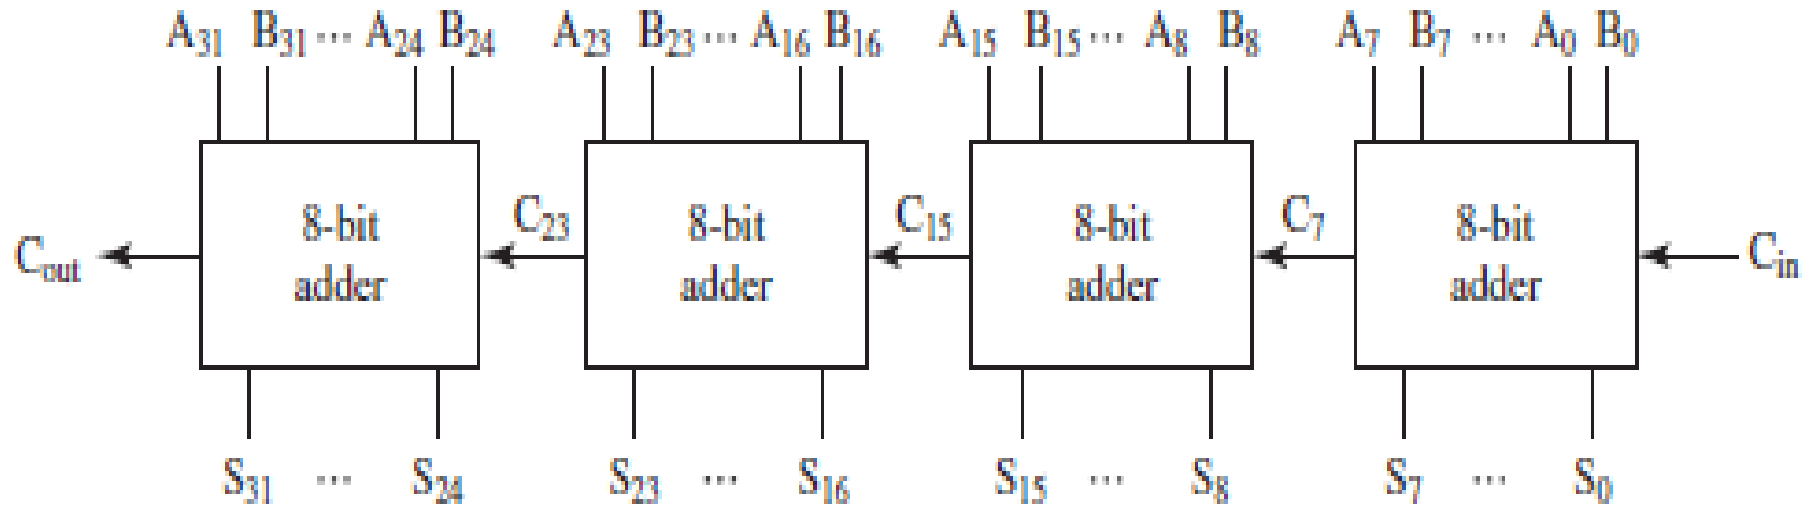 A31 B31 ... A24 B24 A23 B23 ... A16 B16 A15 B15 ... A8 B8 A7 B7 ... A0 B0
Cout 8-bit adder C23 8-bit adder C15 8-bit adder C7 8-bit adder Cin
S31 ... S24 S23 ... S16 S15 ... S8 S7 ... S0